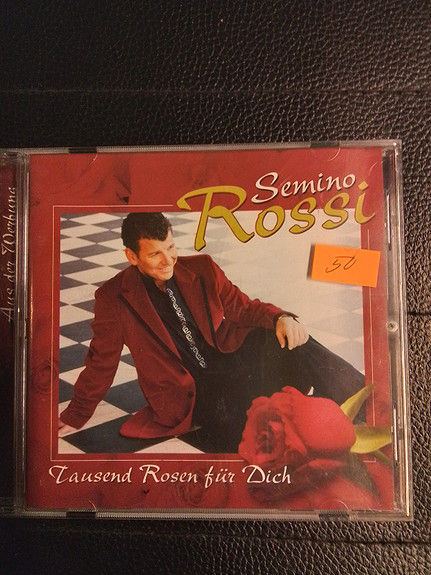 Semino
Rossi
50
Tausend Rosen für Dich
Aus der Werbung